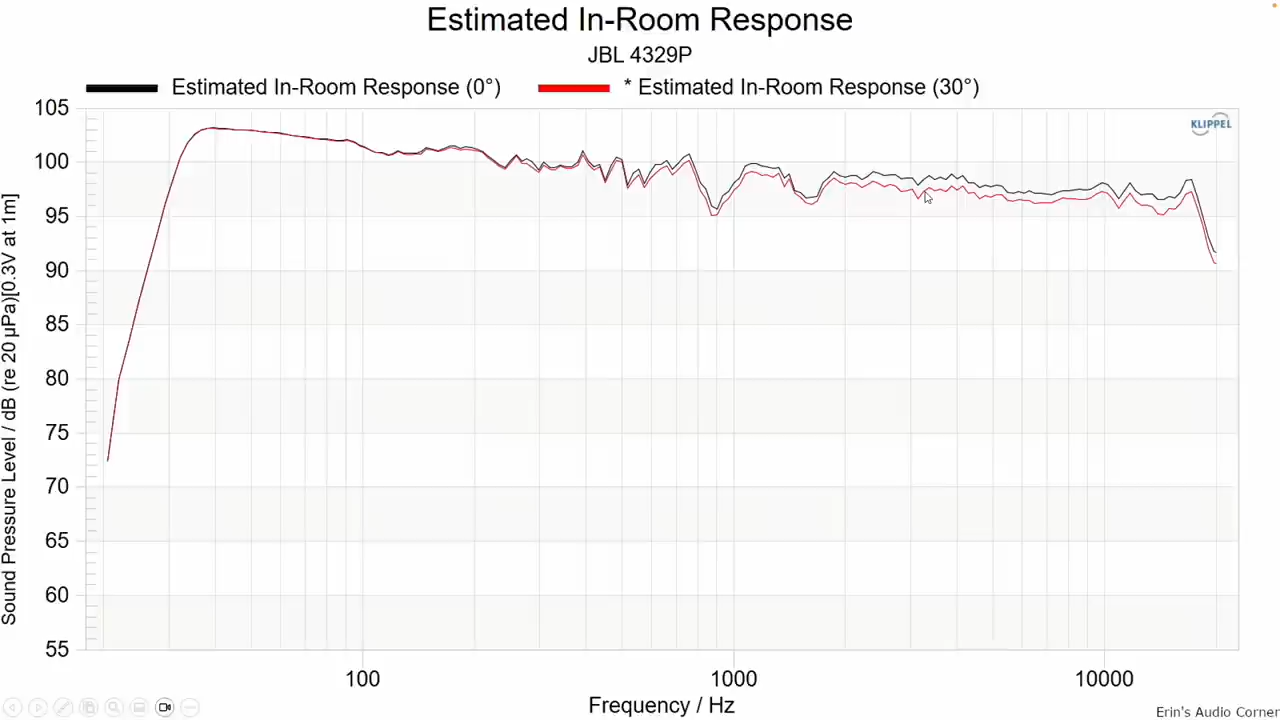 Estimated In-Room Response
JBL 4329P
Estimated In-Room Response (0°)
* Estimated In-Room Response (30°)
KLIPPEL
105
100
95
90
85
80
75
70
65
60
55
Sound Pressure Level / dB (re 20 µPa)[0.3V at 1m]
100
1000
10000
Frequency / Hz
Erin's Audio Corner